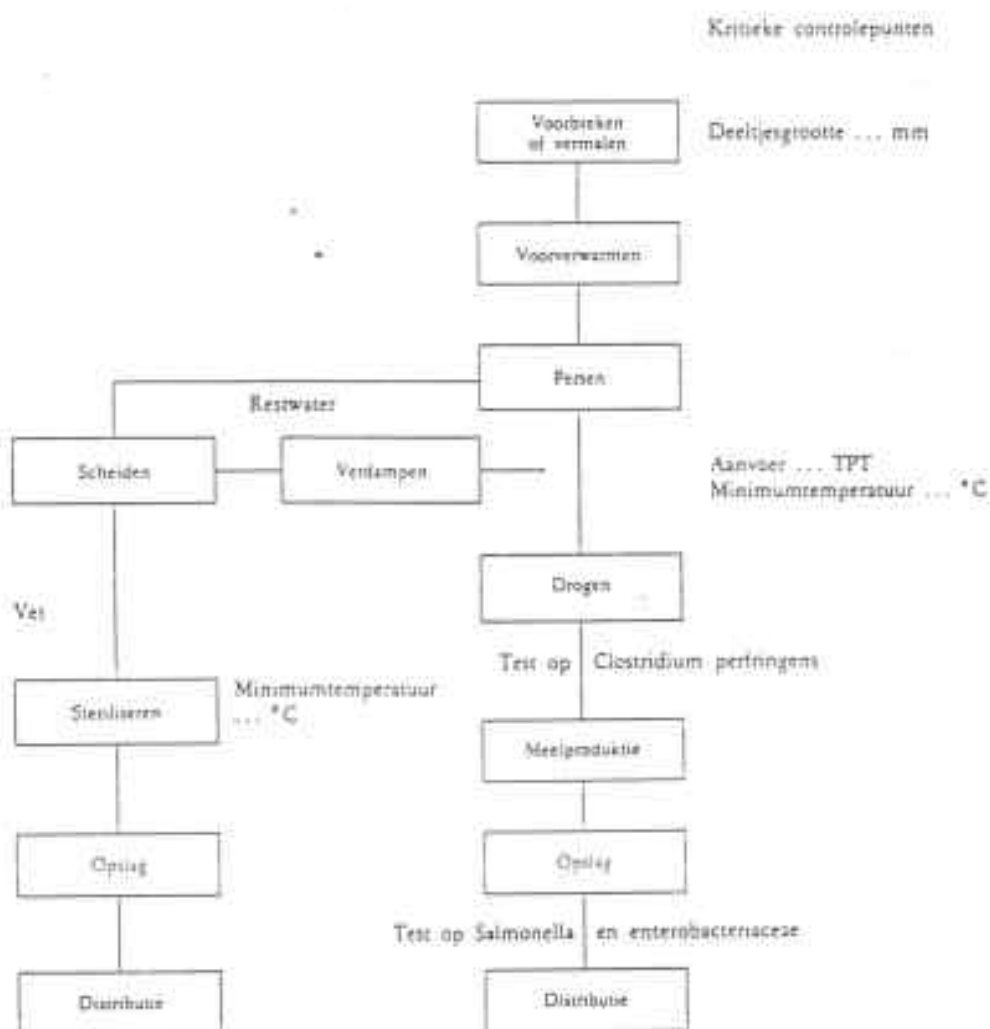 Kritieke controlepunten
Voorbreken
of vermalen
Deeltjesgrootte ... mm
Voorverwarmen
Persen
Restwater
Scheiden
Verdampen
Aanvoer ... TPT
Minimumtemperatuur ... °C
Drogen
Vet
Test op Clostridium perfringens
Steriliseren
Minimumtemperatuur
... °C
Meelproduktie
Opslag
Opslag
Test op Salmonella en enterobacteriaceae
Distributie
Distributie